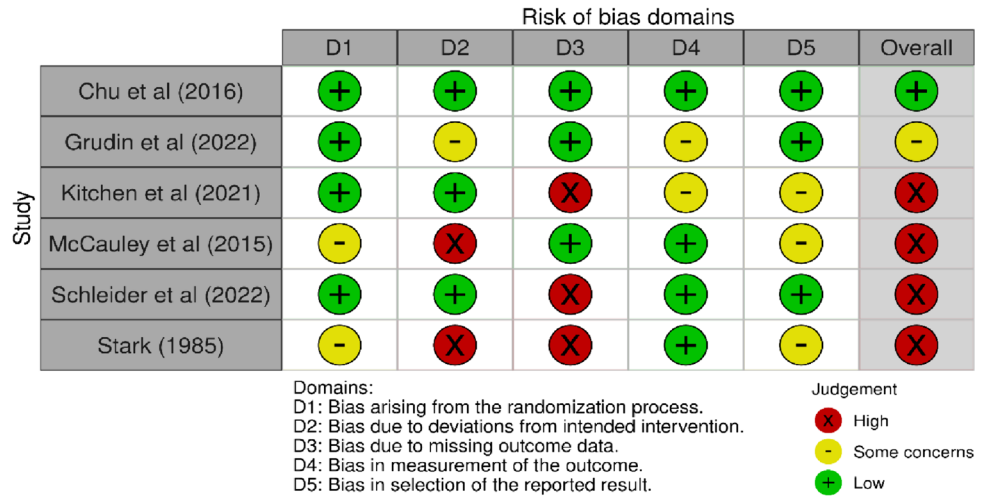 Risk of bias domains
D1 D2 D3 D4 D5 Overall
Study
Chu et al (2016) + + + + + +
Grudin et al (2022) + - + - + -
Kitchen et al (2021) + + X - - X
McCauley et al (2015) - X + + - X
Schleider et al (2022) + + X + + X
Stark (1985) - X X + - X
Domains:
D1: Bias arising from the randomization process.
D2: Bias due to deviations from intended intervention.
D3: Bias due to missing outcome data.
D4: Bias in measurement of the outcome.
D5: Bias in selection of the reported result.
Judgement
X High
- Some concerns
+ Low